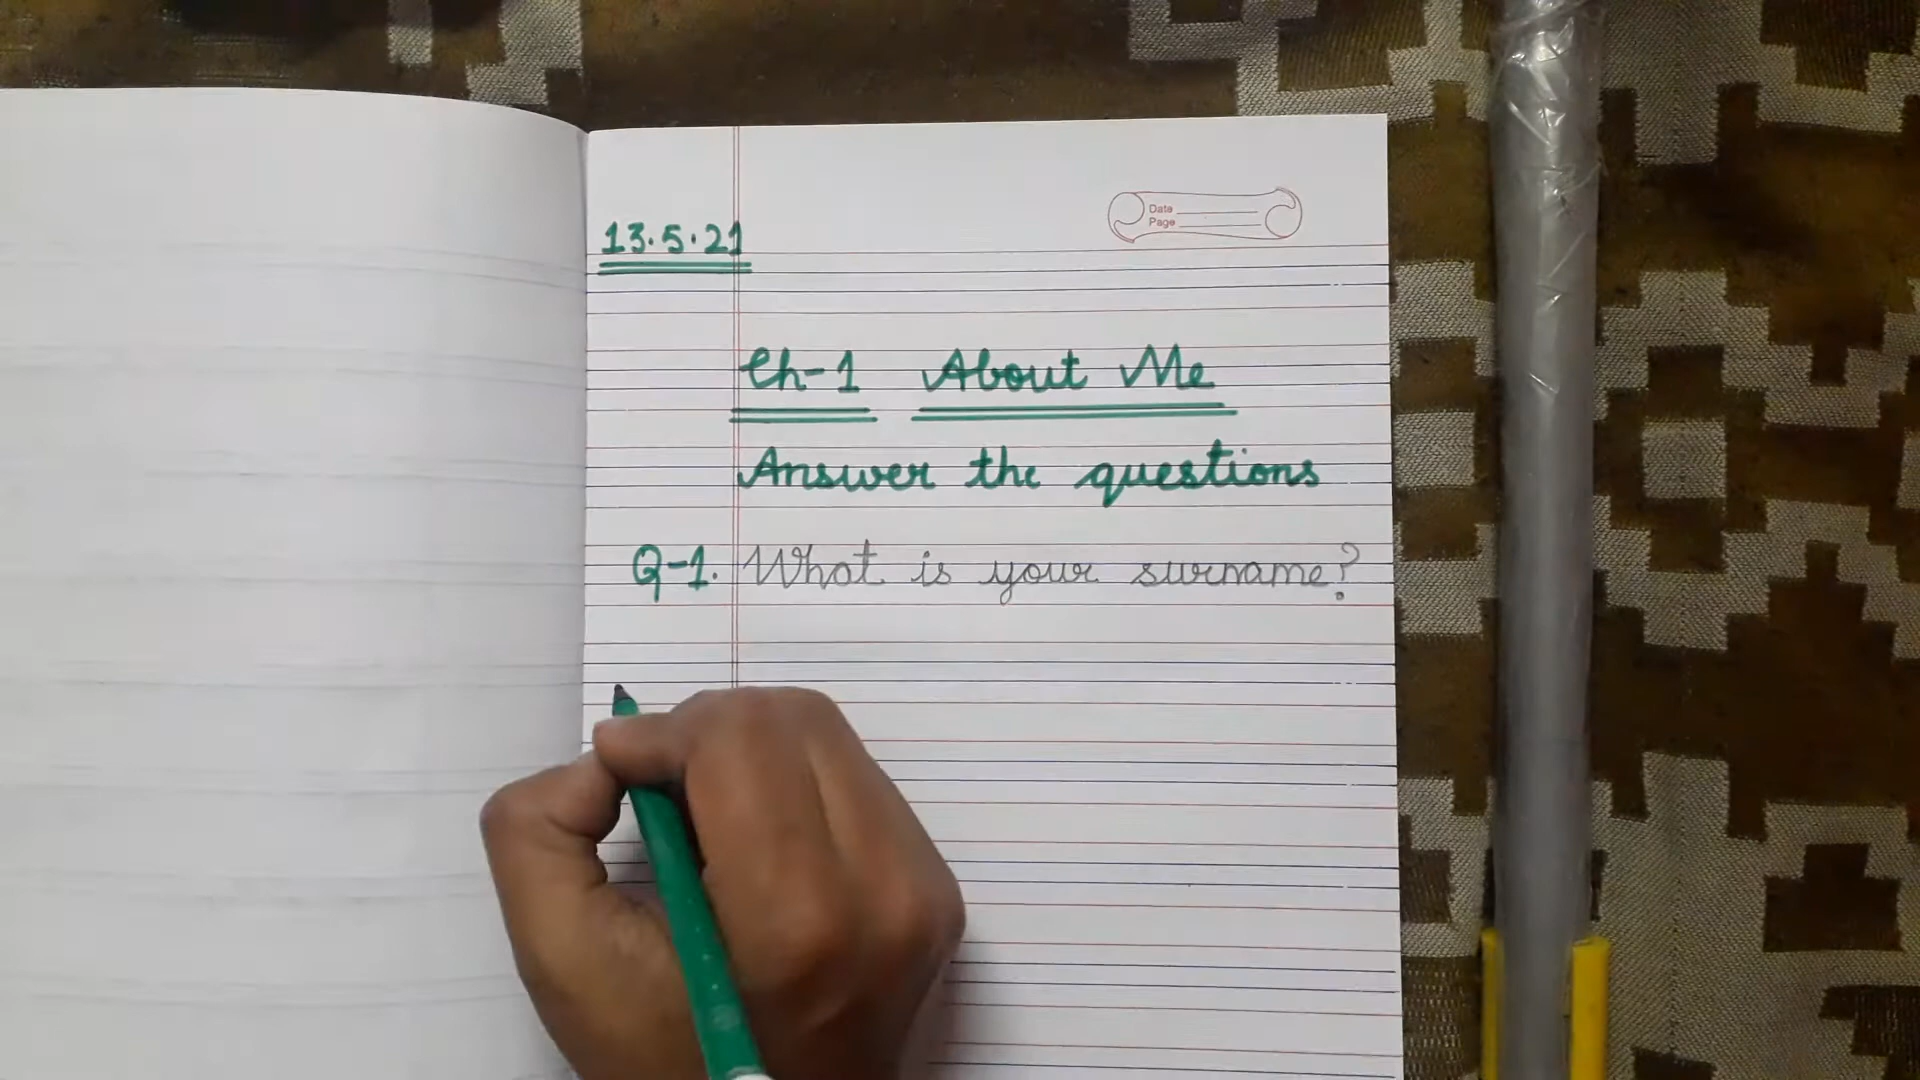 Date
Page
13.5.21
Ch-1 About Me
Answer the questions
Q-1. What is your surname?